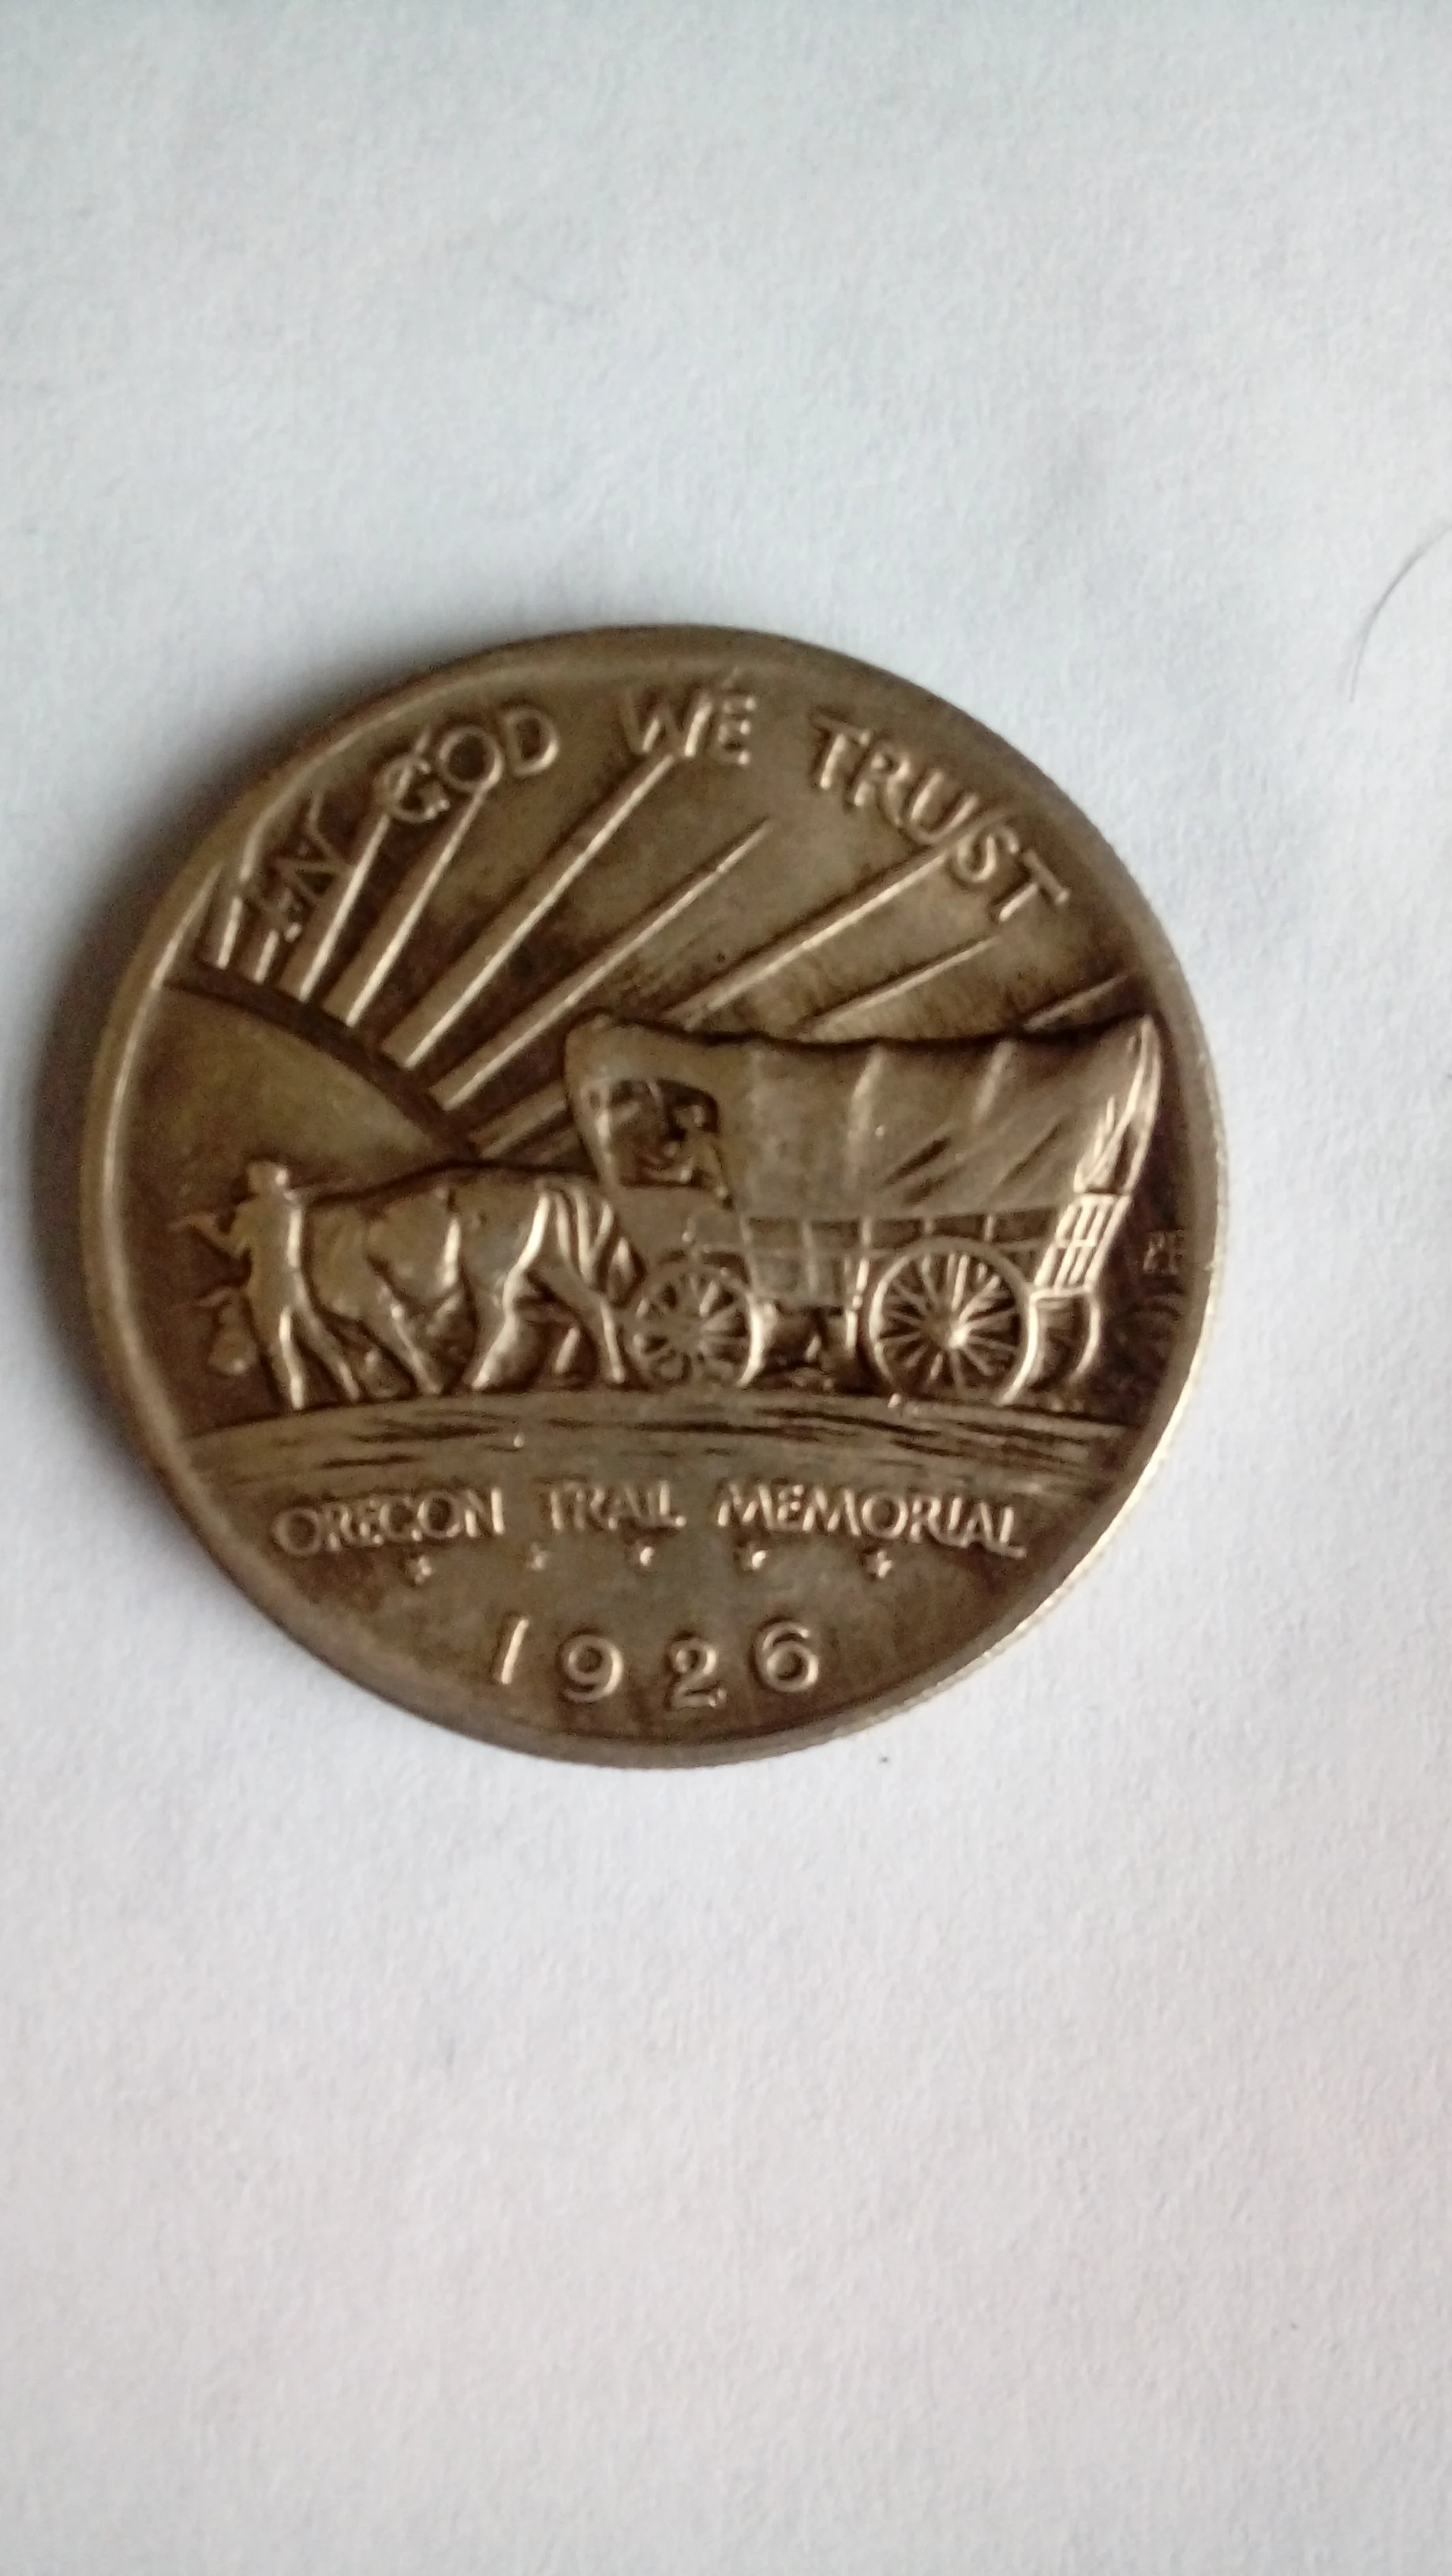 IN GOD WE TRUST
OREGON TRAIL MEMORIAL
1926